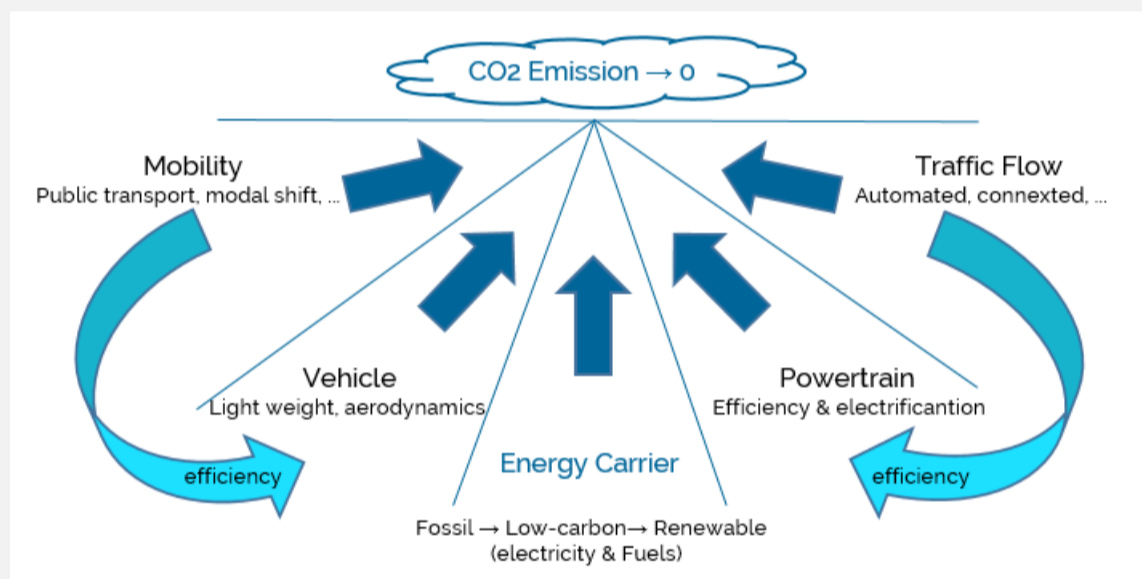 CO2 Emission → 0
Mobility
Public transport, modal shift, ...
Traffic Flow
Automated, connexted, ...
Vehicle
Light weight, aerodynamics
Powertrain
Efficiency & electrificantion
Energy Carrier
efficiency
efficiency
Fossil → Low-carbon→ Renewable
(electricity & Fuels)